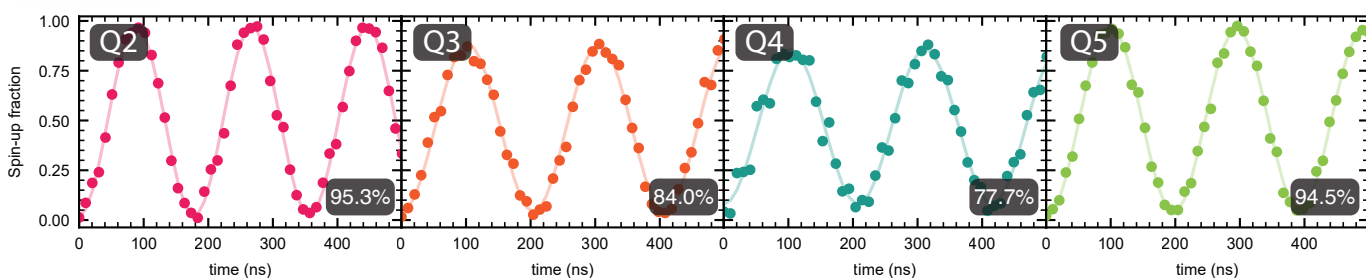 Q2
Q3
Q4
Q5
1.00
0.75
0.50
0.25
0.00
Spin-up fraction
95.3%
84.0%
77.7%
94.5%
0 100 200 300 400 0 100 200 300 400 0 100 200 300 400 0 100 200 300 400
time (ns) time (ns) time (ns) time (ns)